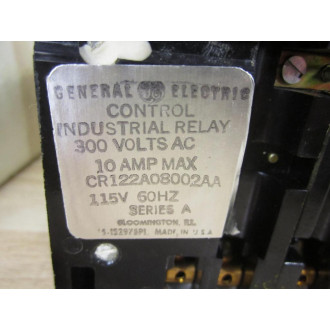 GENERAL GE ELECTRIC
CONTROL
INDUSTRIAL RELAY
300 VOLTS AC
10 AMP MAX
CR122A08002AA
115V 60HZ
SERIES A
BLOOMINGTON, ILL
MADE IN U.S.A